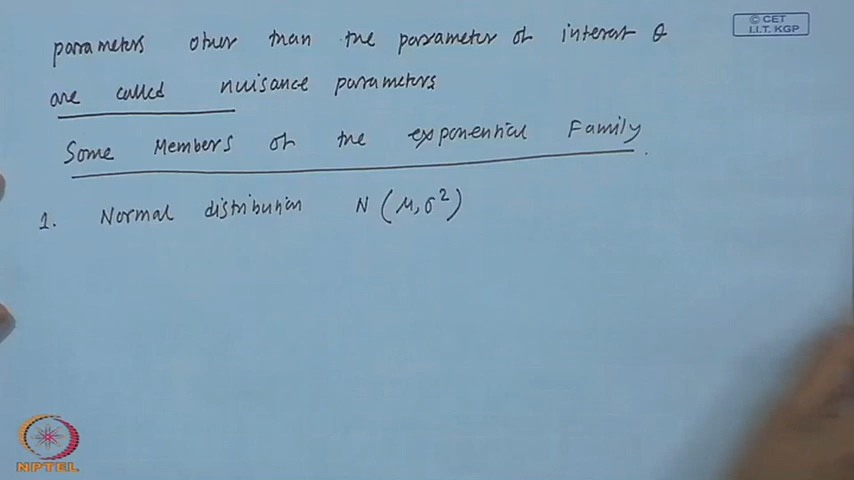 parameters other than the parameter of interest θ
© CET
I.I.T. KGP
are called nuisance parameters
Some Members of the exponential Family.
1. Normal distribution N (μ, σ²)
NPTEL